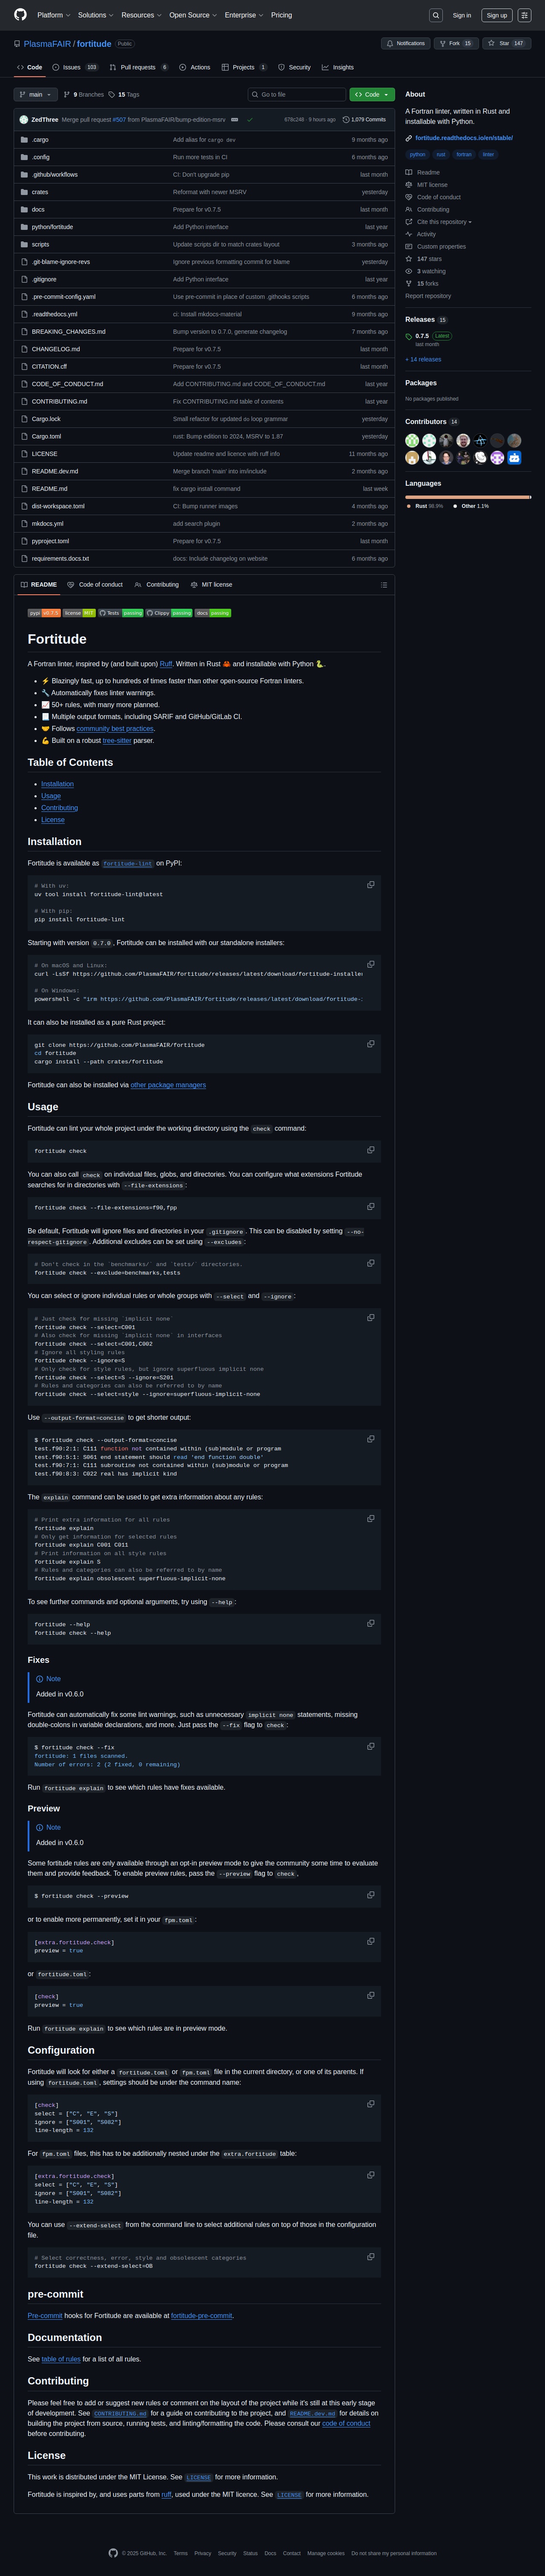 Platform Solutions Resources Open Source Enterprise Pricing Sign in Sign up
PlasmaFAIR / fortitude Public Notifications Fork 15 Star 147
Code Issues 103 Pull requests 6 Actions Projects 1 Security Insights
main 9 Branches 15 Tags Go to file Code
ZedThree Merge pull request #507 from PlasmaFAIR/bump-edition-msrv 9 hours ago 1,079 Commits
.cargo Add alias for cargo dev 9 months ago
.config Run more tests in CI 6 months ago
.github/workflows CI: Don't upgrade pip last month
crates Reformat with newer MSRV yesterday
docs Prepare for v0.7.5 last month
python/fortitude Add Python interface last year
scripts Update scripts dir to match crates layout 3 months ago
.git-blame-ignore-revs Ignore previous formatting commit for blame yesterday
.gitignore Add Python interface last year
.pre-commit-config.yaml Use pre-commit in place of custom .githooks scripts 6 months ago
.readthedocs.yml ci: Install mkdocs-material 9 months ago
BREAKING_CHANGES.md Bump version to 0.7.0, generate changelog 7 months ago
CHANGELOG.md Prepare for v0.7.5 last month
CITATION.cff Prepare for v0.7.5 last month
CODE_OF_CONDUCT.md Add CONTRIBUTING.md and CODE_OF_CONDUCT.md last year
CONTRIBUTING.md Fix CONTRIBUTING.md table of contents last year
Cargo.lock Small refactor for updated do loop grammar yesterday
Cargo.toml rust: Bump edition to 2024, MSRV to 1.87 yesterday
LICENSE Update readme and licence with ruff info 11 months ago
README.dev.md Merge branch 'main' into im/include 2 months ago
README.md fix cargo install command last week
dist-workspace.toml CI: Bump runner images 4 months ago
mkdocs.yml add search plugin 2 months ago
pyproject.toml Prepare for v0.7.5 last month
requirements.docs.txt docs: Include changelog on website 8 months ago
README Code of conduct Contributing MIT license
pypi v0.7.5 license MIT Tests passing Clippy passing docs passing
Fortitude
A Fortran linter, inspired by (and built upon) Ruff. Written in Rust 🦀 and installable with Python 🐍.
⚡ Blazingly fast, up to hundreds of times faster than other open-source Fortran linters.
🔧 Automatically fixes linter warnings.
📈 50+ rules, with many more planned.
📃 Multiple output formats, including SARIF and GitHub/GitLab CI.
🤝 Follows community best practices.
💪 Built on a robust tree-sitter parser.
Table of Contents
Installation
Usage
Contributing
License
Installation
Fortitude is available as fortitude-lint on PyPI:
# With uv:
uv tool install fortitude-lint@latest
# With pip:
pip install fortitude-lint
Starting with version 0.7.0, Fortitude can be installed with our standalone installers:
# On macOS and Linux:
curl -LsSf https://github.com/PlasmaFAIR/fortitude/releases/latest/download/fortitude-installer
# On Windows:
powershell -c "irm https://github.com/PlasmaFAIR/fortitude/releases/latest/download/fortitude-i
It can also be installed as a pure Rust project:
git clone https://github.com/PlasmaFAIR/fortitude
cd fortitude
cargo install --path crates/fortitude
Fortitude can also be installed via other package managers
Usage
Fortitude can lint your whole project under the working directory using the check command:
fortitude check
You can also call check on individual files, globs, and directories. You can configure what extensions Fortitude
searches for in directories with --file-extensions:
fortitude check --file-extensions=f90,fpp
Be default, Fortitude will ignore files and directories in your .gitignore. This can be disabled by setting --no-
respect-gitignore. Additional excludes can be set using --excludes:
# Don't check in the `benchmarks/` and `tests/` directories.
fortitude check --exclude=benchmarks,tests
You can select or ignore individual rules or whole groups with --select and --ignore:
# Just check for missing `implicit none`
fortitude check --select=C001
# Also check for missing `implicit none` in interfaces
fortitude check --select=C001,C002
# Ignore all styling rules
fortitude check --ignore=S
# Only check for style rules, but ignore superfluous implicit none
fortitude check --select=S --ignore=S201
# Rules and categories can also be referred to by name
fortitude check --select=style --ignore=superfluous-implicit-none
Use --output-format=concise to get shorter output:
$ fortitude check --output-format=concise
test.f90:2:1: C111 function not contained within (sub)module or program
test.f90:5:1: S061 end statement should read 'end function double'
test.f90:7:1: C111 subroutine not contained within (sub)module or program
test.f90:8:3: C022 real has implicit kind
The explain command can be used to get extra information about any rules:
# Print extra information for all rules
fortitude explain
# Only get information for selected rules
fortitude explain C001 C011
# Print information on all style rules
fortitude explain S
# Rules and categories can also be referred to by name
fortitude explain obsolescent superfluous-implicit-none
To see further commands and optional arguments, try using --help:
fortitude --help
fortitude check --help
Fixes
Note
Added in v0.6.0
Fortitude can automatically fix some lint warnings, such as unnecessary implicit none statements, missing
double-colons in variable declarations, and more. Just pass the --fix flag to check:
$ fortitude check --fix
fortitude: 1 files scanned.
Number of errors: 2 (2 fixed, 0 remaining)
Run fortitude explain to see which rules have fixes available.
Preview
Note
Added in v0.6.0
Some fortitude rules are only available through an opt-in preview mode to give the community some time to evaluate
them and provide feedback. To enable preview rules, pass the --preview flag to check,
$ fortitude check --preview
or to enable more permanently, set it in your fpm.toml:
[extra.fortitude.check]
preview = true
or fortitude.toml:
[check]
preview = true
Run fortitude explain to see which rules are in preview mode.
Configuration
Fortitude will look for either a fortitude.toml or fpm.toml file in the current directory, or one of its parents. If
using fortitude.toml, settings should be under the command name:
[check]
select = ["C", "E", "S"]
ignore = ["S001", "S082"]
line-length = 132
For fpm.toml files, this has to be additionally nested under the extra.fortitude table:
[extra.fortitude.check]
select = ["C", "E", "S"]
ignore = ["S001", "S082"]
line-length = 132
You can use --extend-select from the command line to select additional rules on top of those in the configuration
file.
# Select correctness, error, style and obsolescent categories
fortitude check --extend-select=OB
pre-commit
Pre-commit hooks for Fortitude are available at fortitude-pre-commit.
Documentation
See table of rules for a list of all rules.
Contributing
Please feel free to add or suggest new rules or comment on the layout of the project while it's still at this early stage
of development. See CONTRIBUTING.md for a guide on contributing to the project, and README.dev.md for details on
building the project from source, running tests, and linting/formatting the code. Please consult our code of conduct
before contributing.
License
This work is distributed under the MIT License. See LICENSE for more information.
Fortitude is inspired by, and uses parts from ruff, used under the MIT licence. See LICENSE for more information.
About
A Fortran linter, written in Rust and
installable with Python.
fortitude.readthedocs.io/en/stable/
python rust fortran linter
Readme
MIT license
Code of conduct
Contributing
Cite this repository
Activity
Custom properties
147 stars
3 watching
15 forks
Report repository
Releases 15
0.7.5 Latest
last month
+ 14 releases
Packages
No packages published
Contributors 14
Languages
Rust 98.9% Other 1.1%
© 2025 GitHub, Inc. Terms Privacy Security Status Docs Contact Manage cookies Do not share my personal information